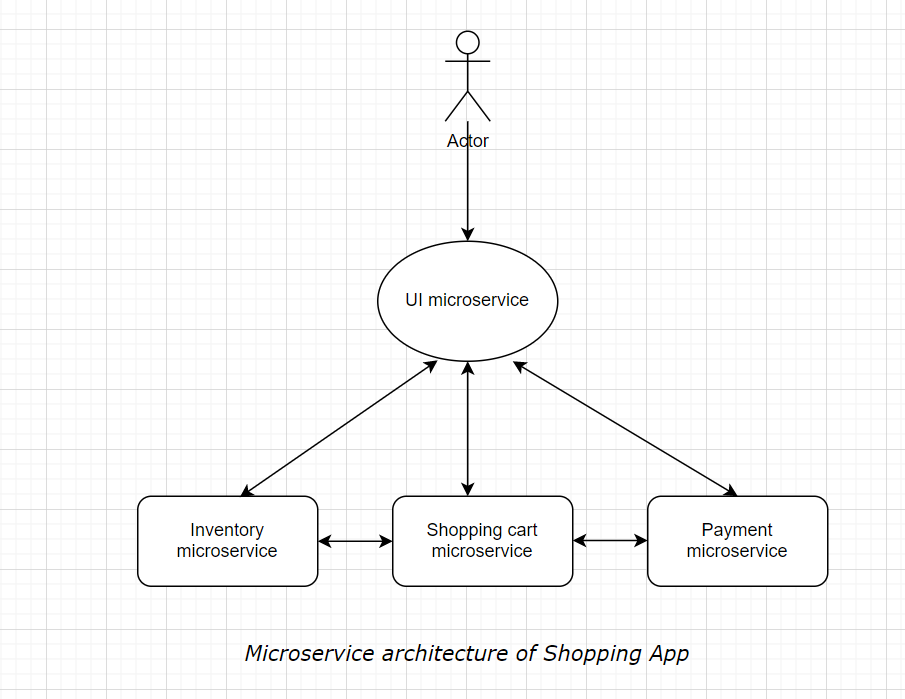 Actor
UI microservice
Inventory
microservice
Shopping cart
microservice
Payment
microservice
Microservice architecture of Shopping App